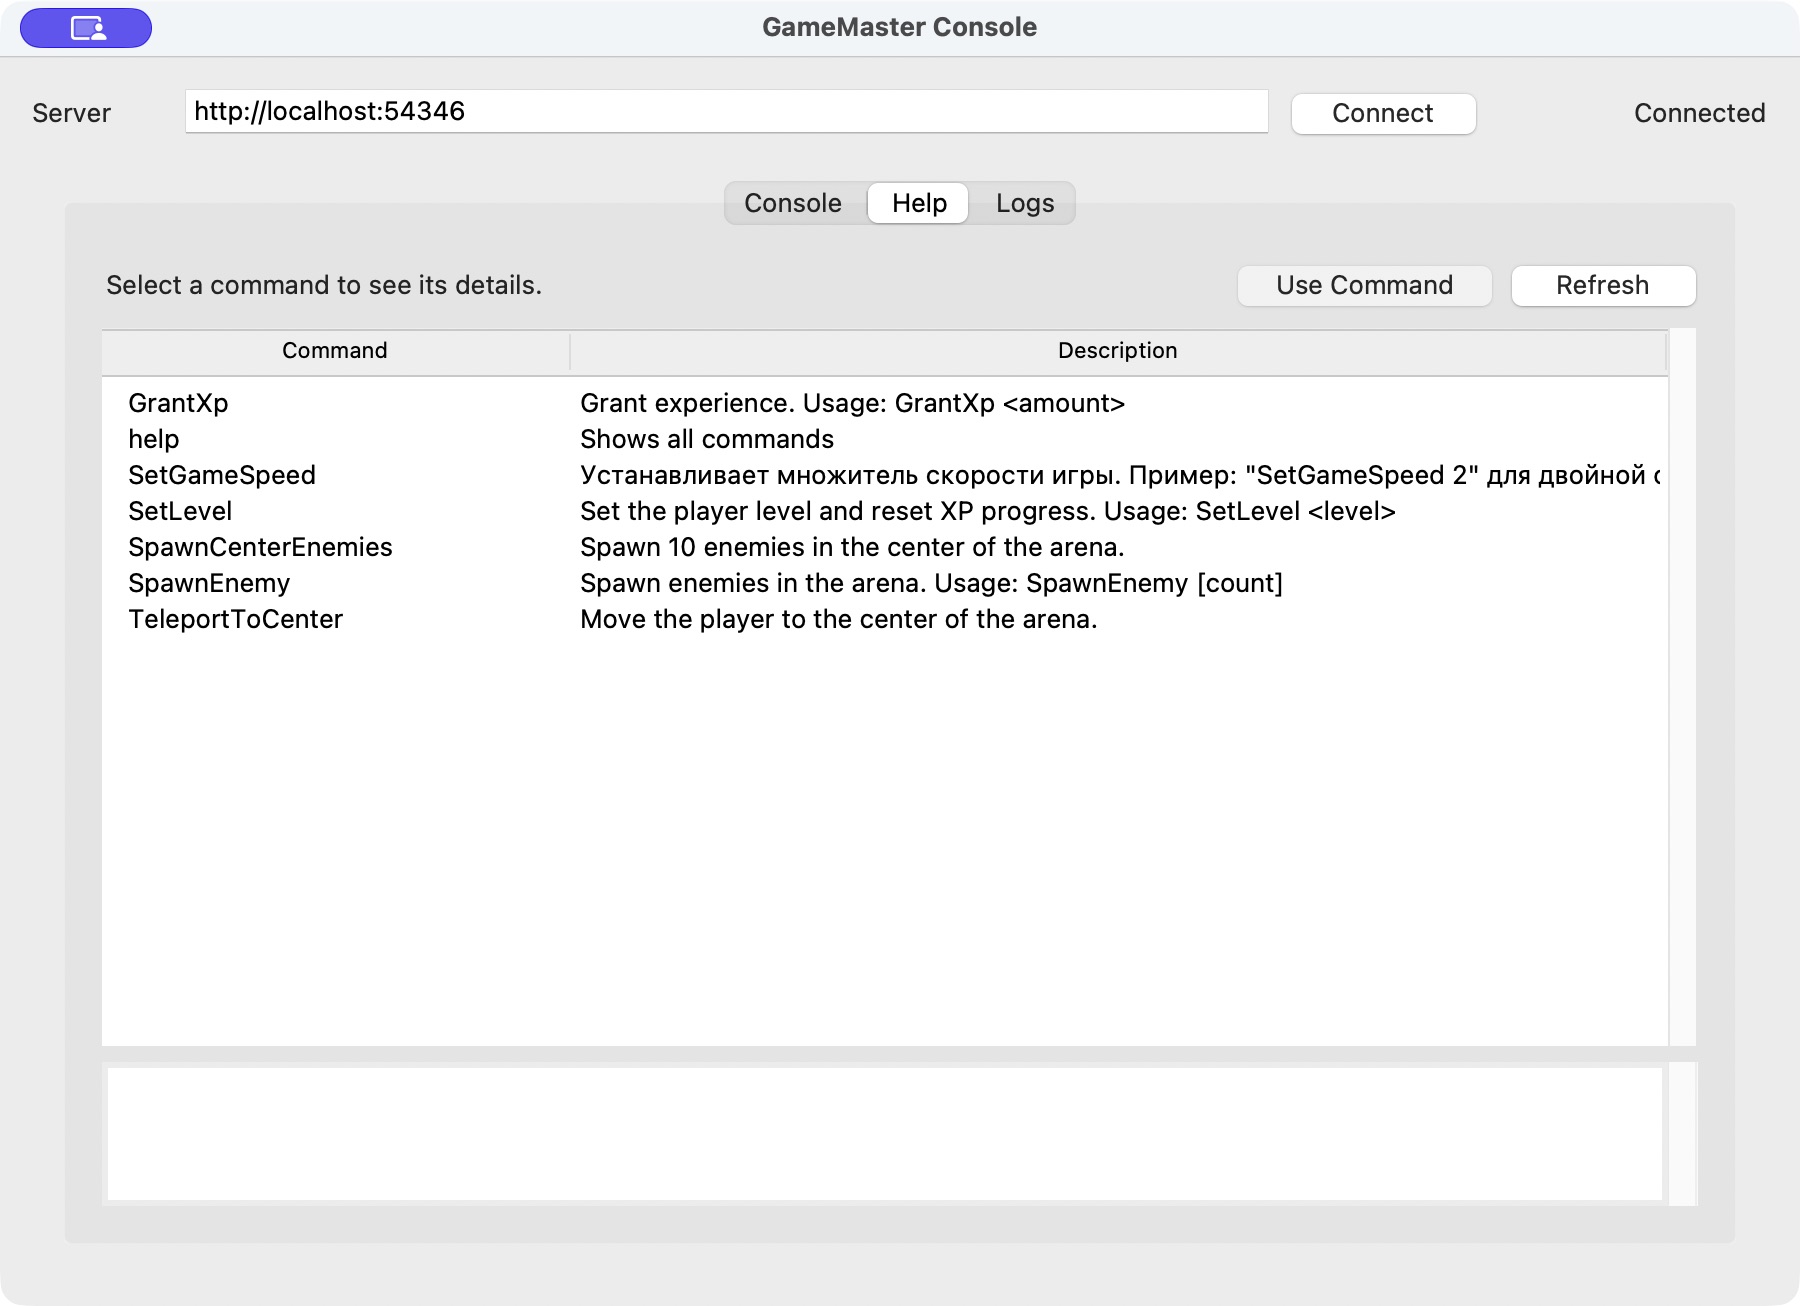 GameMaster Console
Server http://localhost:54346 Connect Connected
Console Help Logs
Select a command to see its details. Use Command Refresh
Command Description
GrantXp Grant experience. Usage: GrantXp <amount>
help Shows all commands
SetGameSpeed Устанавливает множитель скорости игры. Пример: "SetGameSpeed 2" для двойной
SetLevel Set the player level and reset XP progress. Usage: SetLevel <level>
SpawnCenterEnemies Spawn 10 enemies in the center of the arena.
SpawnEnemy Spawn enemies in the arena. Usage: SpawnEnemy [count]
TeleportToCenter Move the player to the center of the arena.